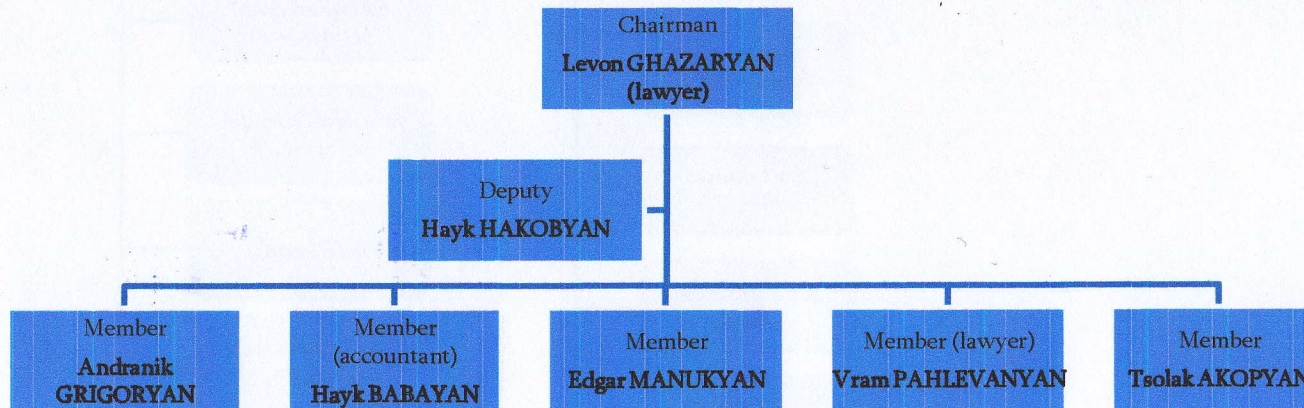 Chairman
Levon GHAZARYAN
(lawyer)
Deputy
Hayk HAKOBYAN
Member
Andranik
GRIGORYAN
Member
(accountant)
Hayk BABAYAN
Member
Edgar MANUKYAN
Member (lawyer)
Vram PAHLEVANYAN
Member
Tsolak AKOPYAN